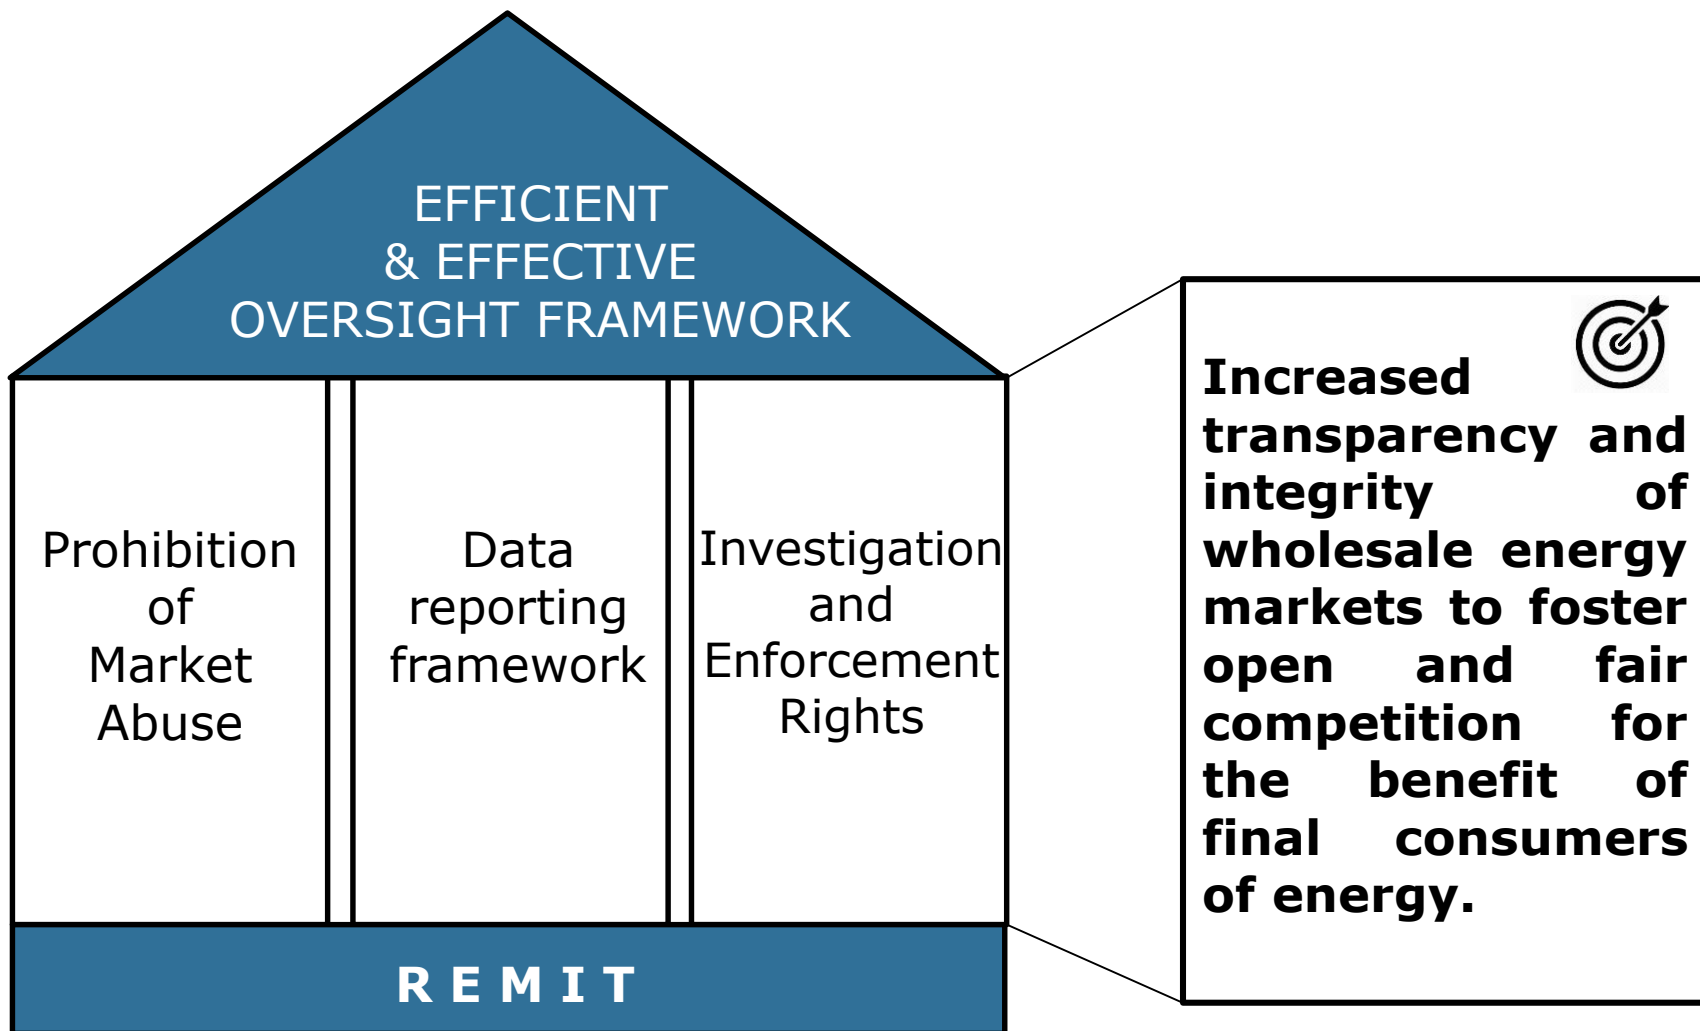 EFFICIENT
& EFFECTIVE
OVERSIGHT FRAMEWORK
Prohibition
of
Market
Abuse
Data
reporting
framework
Investigation
and
Enforcement
Rights
R E M I T
Increased
transparency and
integrity of
wholesale energy
markets to foster
open and fair
competition for
the benefit of
final consumers
of energy.